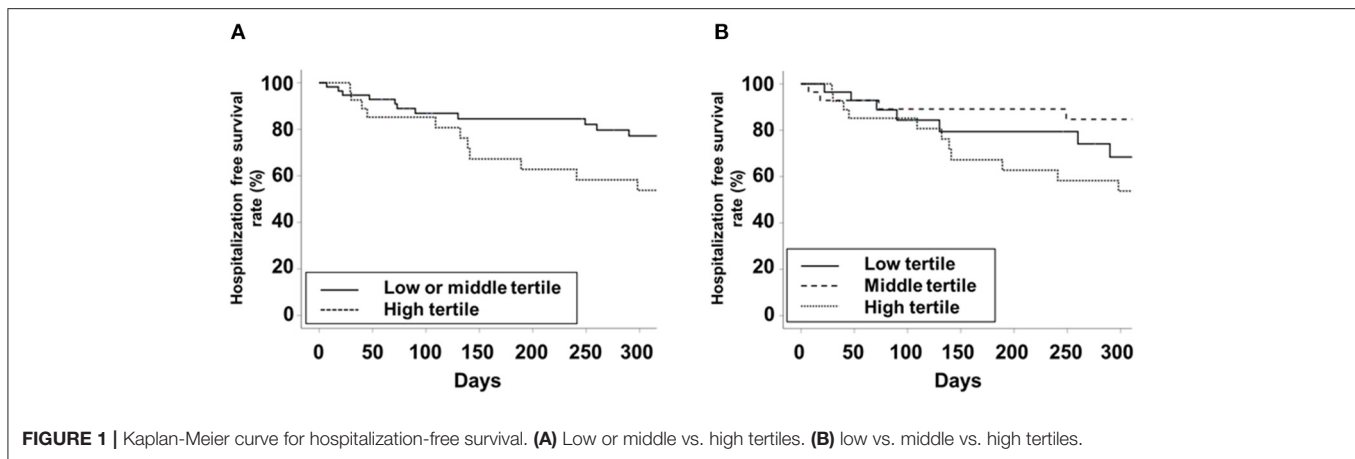 A
Hospitalization free survival
rate (%)
100
80
60
40
20
0
Low or middle tertile
High tertile
0 50 100 150 200 250 300
Days
B
Hospitalization free survival
rate (%)
100
80
60
40
20
0
Low tertile
Middle tertile
High tertile
0 50 100 150 200 250 300
Days
FIGURE 1 | Kaplan-Meier curve for hospitalization-free survival. (A) Low or middle vs. high tertiles. (B) low vs. middle vs. high tertiles.